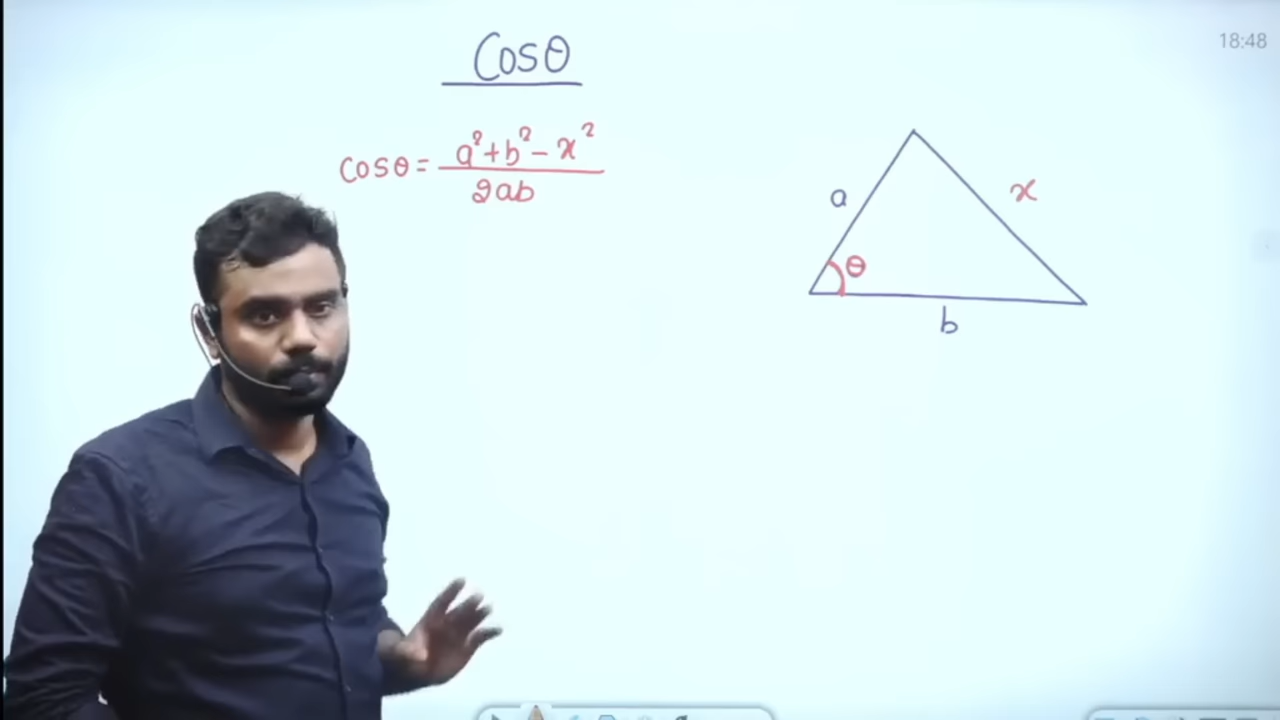 Cosθ
18:48
cosθ = a²+b²-x² / 2ab
a
x
θ
b